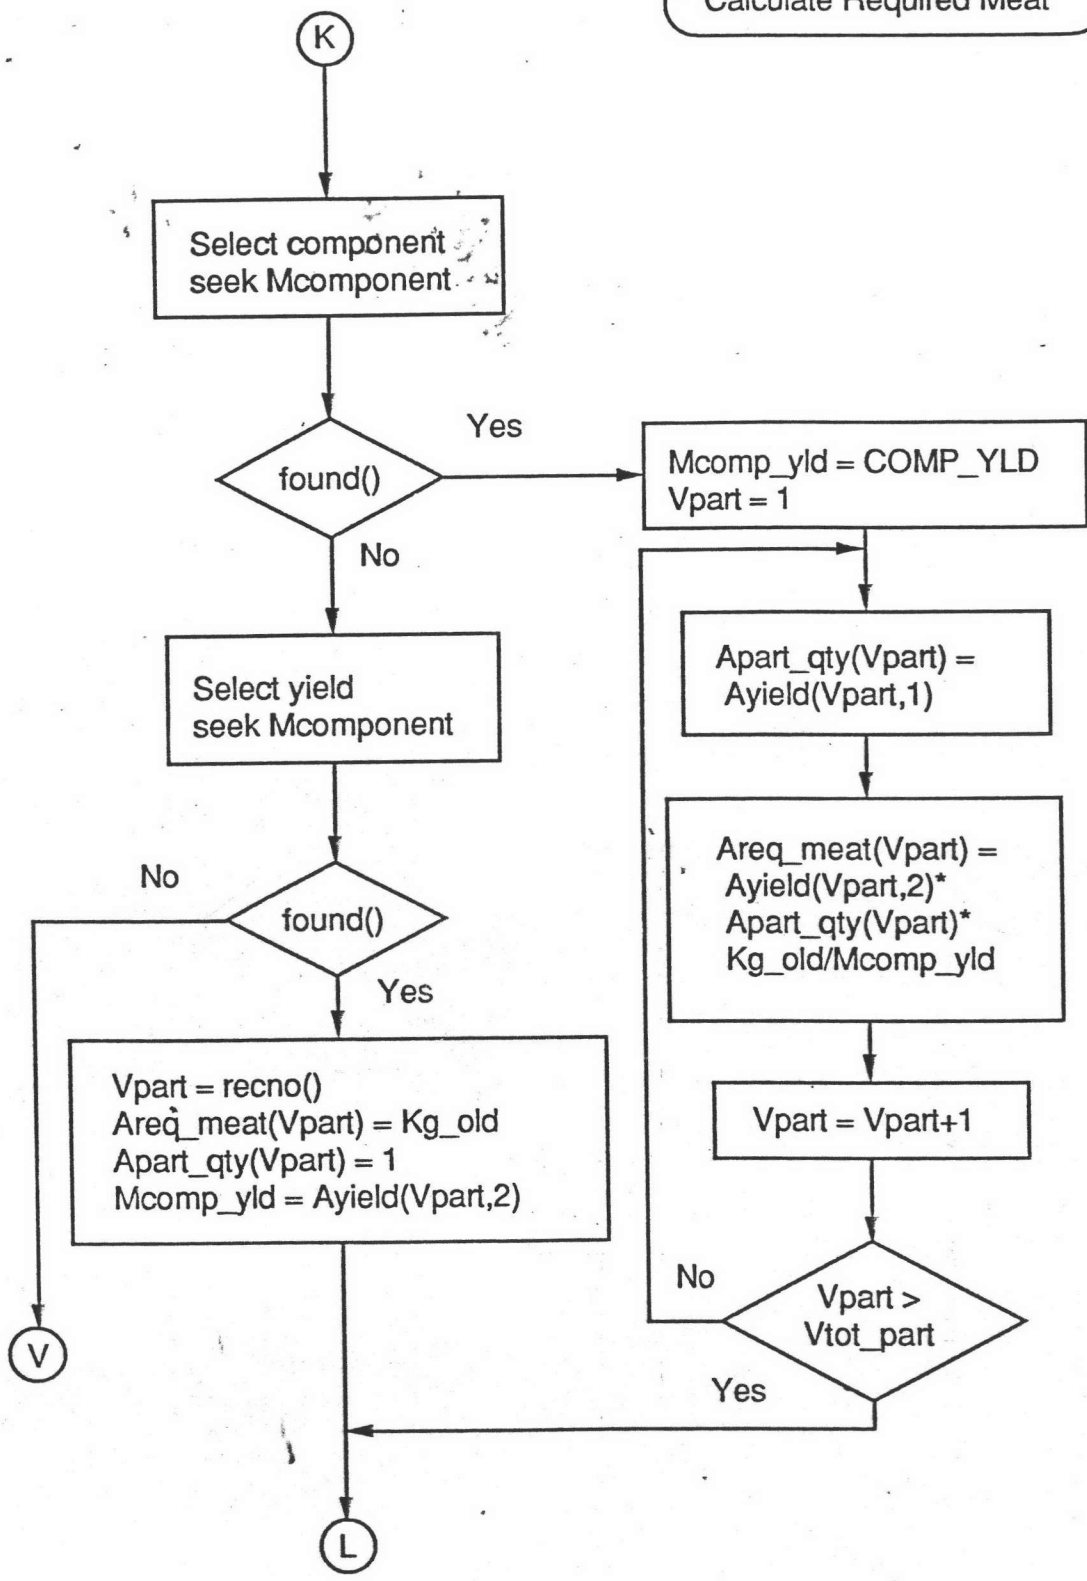 Calculate Required Meat
K
Select component
seek Mcomponent
found()
Yes
No
Mcomp_yld = COMP_YLD
Vpart = 1
Apart_qty(Vpart) =
Ayield(Vpart,1)
Areq_meat(Vpart) =
Ayield(Vpart,2)*
Apart_qty(Vpart)*
Kg_old/Mcomp_yld
Vpart = Vpart+1
Vpart >
Vtot_part
No
Yes
Select yield
seek Mcomponent
found()
No
Yes
Vpart = recno()
Areq_meat(Vpart) = Kg_old
Apart_qty(Vpart) = 1
Mcomp_yld = Ayield(Vpart,2)
V
L